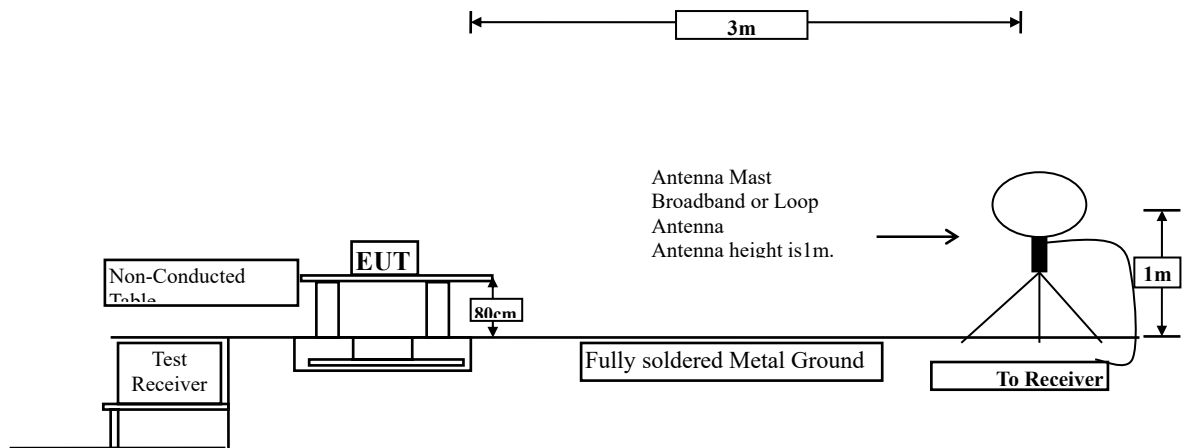 3m
Antenna Mast
Broadband or Loop
Antenna
Antenna height is1m.
EUT
Non-Conducted
Table
80cm
1m
Test
Receiver
Fully soldered Metal Ground
To Receiver